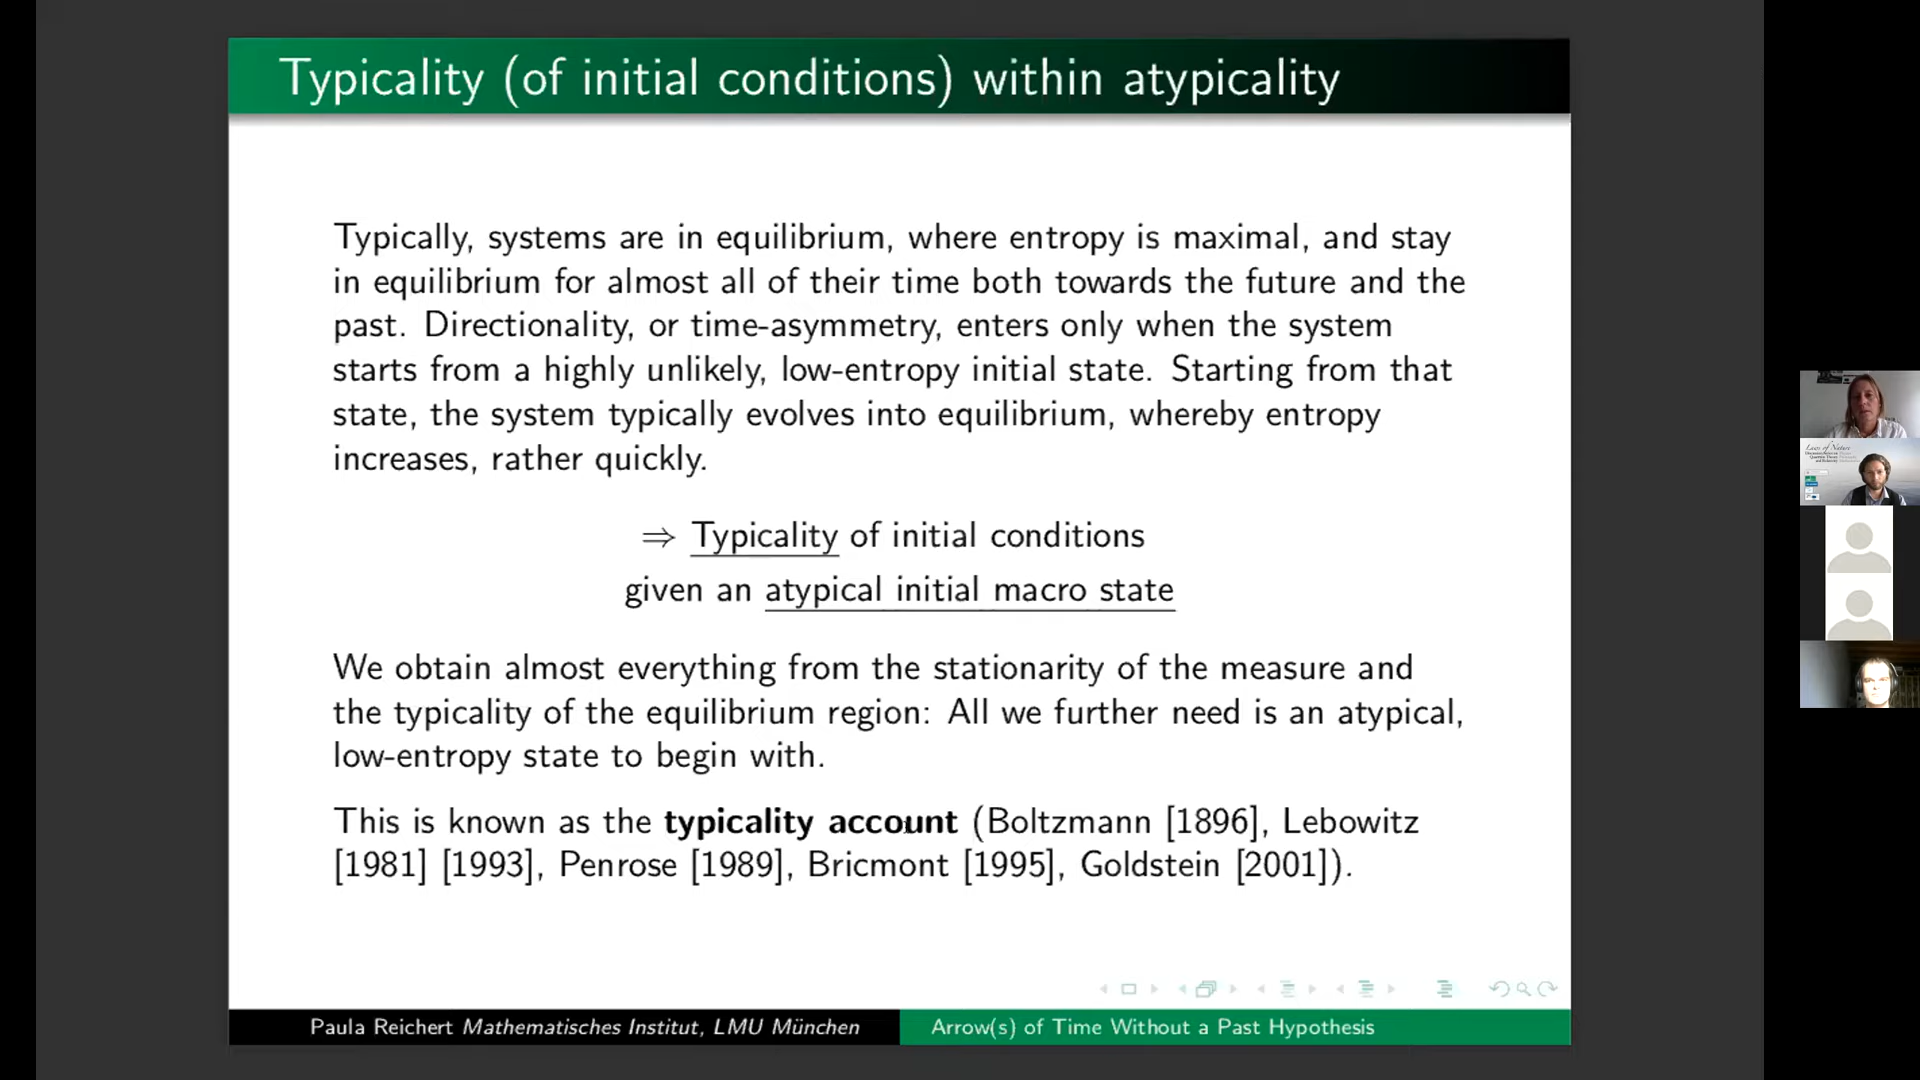 Typicality (of initial conditions) within atypicality
Typically, systems are in equilibrium, where entropy is maximal, and stay
in equilibrium for almost all of their time both towards the future and the
past. Directionality, or time-asymmetry, enters only when the system
starts from a highly unlikely, low-entropy initial state. Starting from that
state, the system typically evolves into equilibrium, whereby entropy
increases, rather quickly.
⇒ Typicality of initial conditions
given an atypical initial macro state
We obtain almost everything from the stationarity of the measure and
the typicality of the equilibrium region: All we further need is an atypical,
low-entropy state to begin with.
This is known as the typicality account (Boltzmann [1896], Lebowitz
[1981] [1993], Penrose [1989], Bricmont [1995], Goldstein [2001]).
Paula Reichert Mathematisches Institut, LMU München
Arrow(s) of Time Without a Past Hypothesis
Laws of Nature